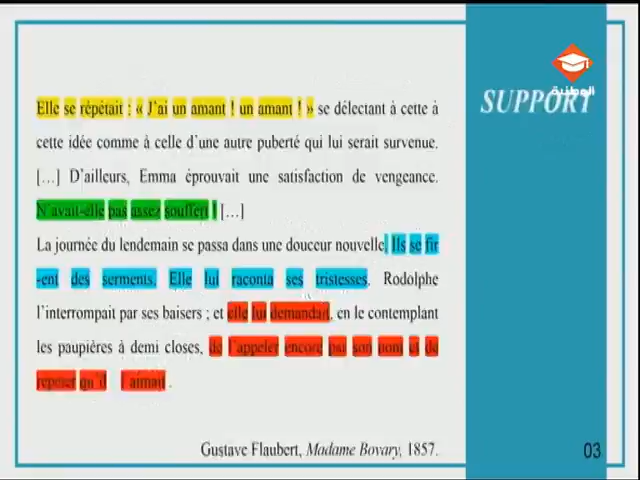 Elle se répétait : « J'ai un amant ! un amant ! » se délectant à cette à
cette idée comme à celle d'une autre puberté qui lui serait survenue.
[…] D'ailleurs, Emma éprouvait une satisfaction de vengeance.
N'avait-elle pas assez souffert ! […]
La journée du lendemain se passa dans une douceur nouvelle. Ils se fir
-ent des serments. Elle lui raconta ses tristesses. Rodolphe
l'interrompait par ses baisers ; et elle lui demandait, en le contemplant
les paupières à demi closes, de l'appeler encore par son nom et de
répéter qu'il l'aimait .
Gustave Flaubert, Madame Bovary, 1857.
الوطنية
SUPPORT
03